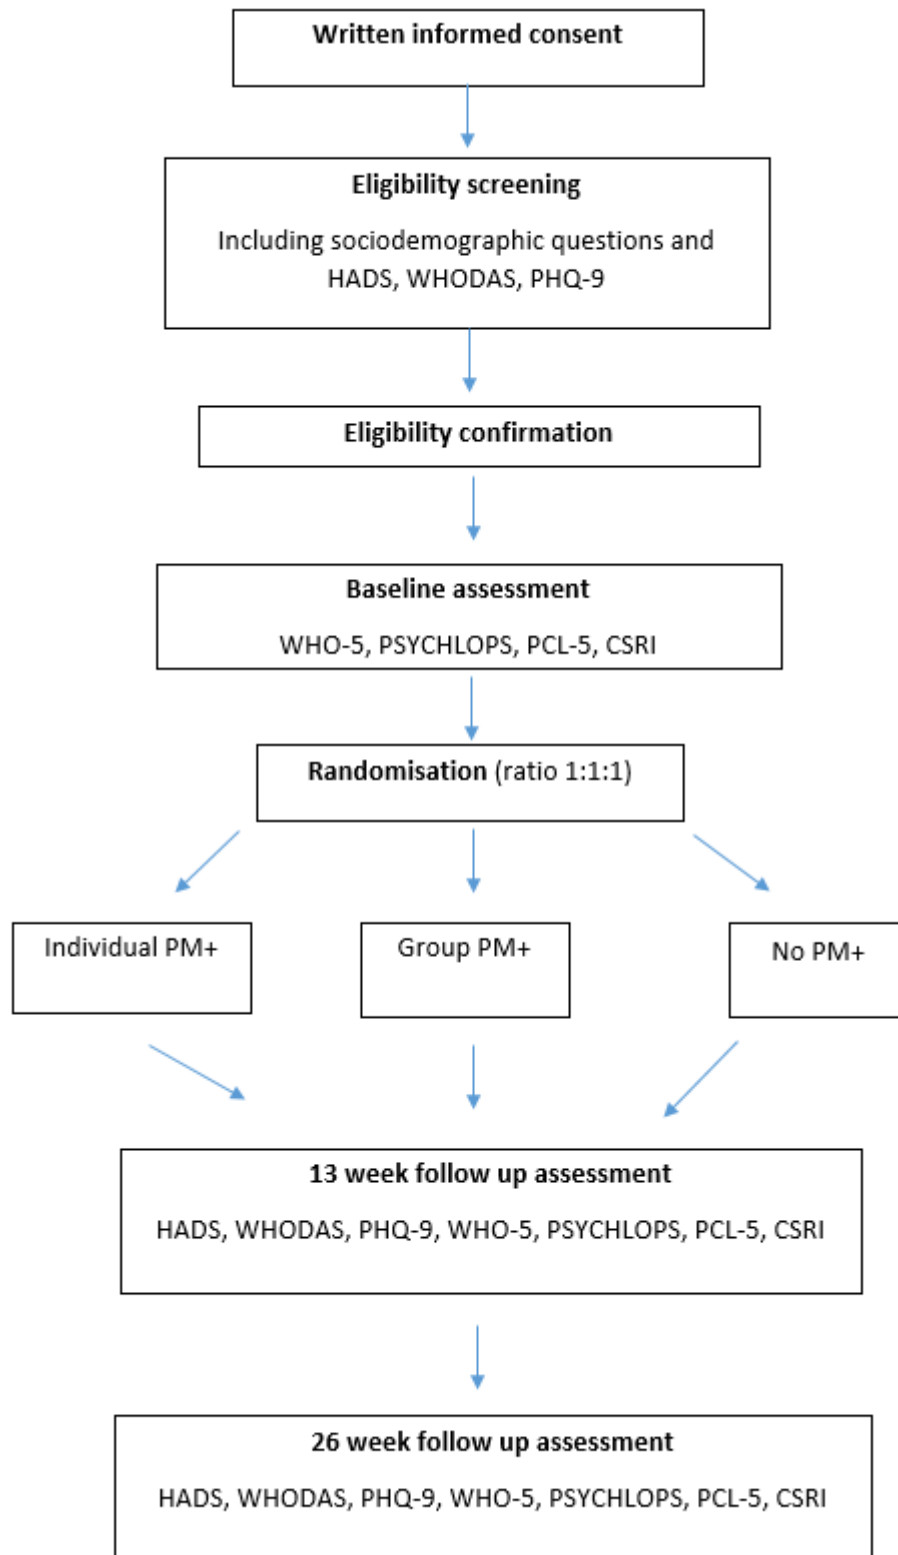 Written informed consent
Eligibility screening
Including sociodemographic questions and
HADS, WHODAS, PHQ-9
Eligibility confirmation
Baseline assessment
WHO-5, PSYCHLOPS, PCL-5, CSRI
Randomisation (ratio 1:1:1)
Individual PM+
Group PM+
No PM+
13 week follow up assessment
HADS, WHODAS, PHQ-9, WHO-5, PSYCHLOPS, PCL-5, CSRI
26 week follow up assessment
HADS, WHODAS, PHQ-9, WHO-5, PSYCHLOPS, PCL-5, CSRI